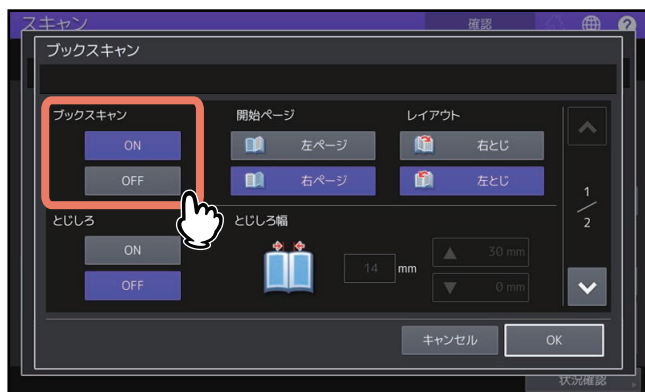 スキャン 確認 ?
ブックスキャン
ブックスキャン 開始ページ レイアウト
ON 左ページ 右とじ
OFF 右ページ 左とじ
1
2
とじしろ とじしろ幅
ON 14 mm 30 mm
OFF 0 mm
キャンセル OK
状況確認